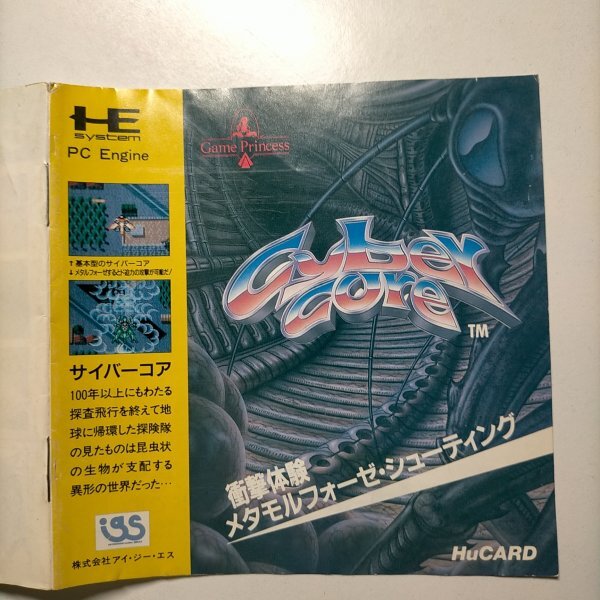 HE
system
PC Engine
↑基本型のサイバーコア
↓メタルフォーゼすると迫力の攻撃が可能だ!
サイバーコア
100年以上にもわたる
探査飛行を終えて地
球に帰環した探険隊
の見たものは昆虫状
の生物が支配する
異形の世界だった…
igs
株式会社アイ・ジー・エス
Game Princess
Cyber
core
TM
衝撃体験
メタモルフォーゼ・シューティング
HuCARD